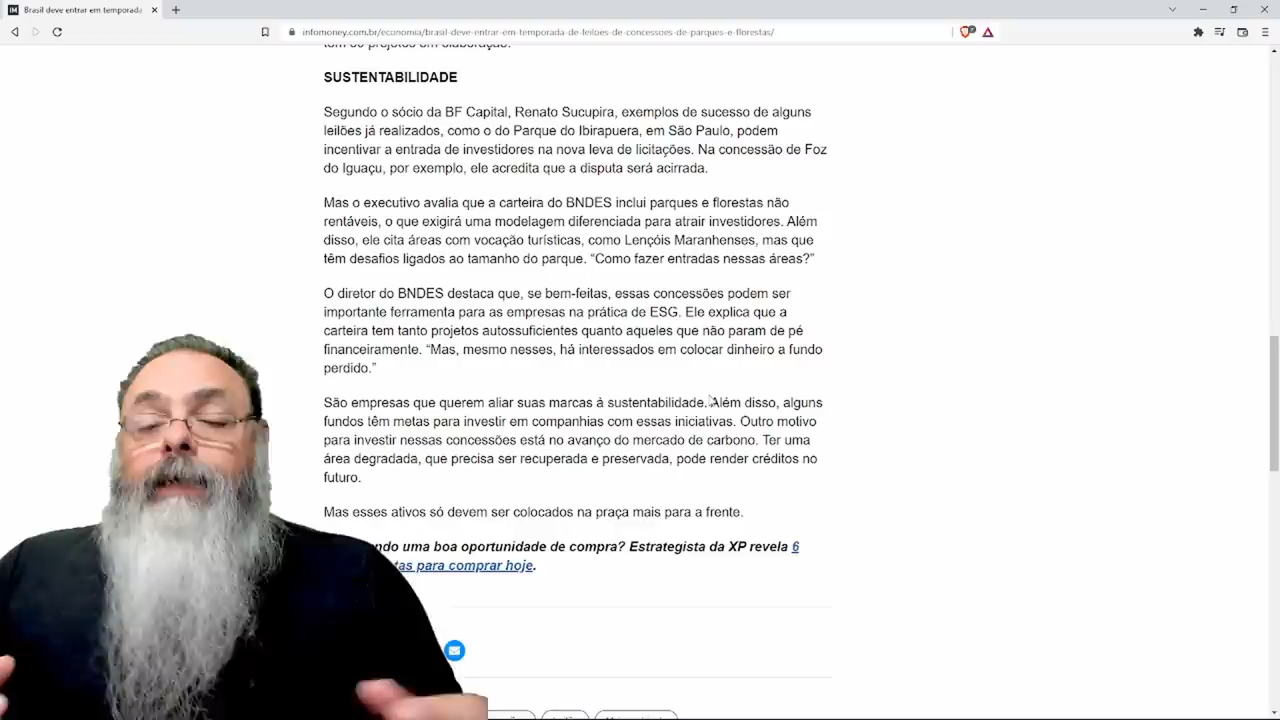 Brasil deve entrar em temporada
infomoney.com.br/economia/brasil-deve-entrar-em-temporada-de-leiloes-de-concessoes-de-parques-e-florestas/
SUSTENTABILIDADE
Segundo o sócio da BF Capital, Renato Sucupira, exemplos de sucesso de alguns
leilões já realizados, como o do Parque do Ibirapuera, em São Paulo, podem
incentivar a entrada de investidores na nova leva de licitações. Na concessão de Foz
do Iguaçu, por exemplo, ele acredita que a disputa será acirrada.
Mas o executivo avalia que a carteira do BNDES inclui parques e florestas não
rentáveis, o que exigirá uma modelagem diferenciada para atrair investidores. Além
disso, ele cita áreas com vocação turísticas, como Lençóis Maranhenses, mas que
têm desafios ligados ao tamanho do parque. “Como fazer entradas nessas áreas?”
O diretor do BNDES destaca que, se bem-feitas, essas concessões podem ser
importante ferramenta para as empresas na prática de ESG. Ele explica que a
carteira tem tanto projetos autossuficientes quanto aqueles que não param de pé
financeiramente. “Mas, mesmo nesses, há interessados em colocar dinheiro a fundo
perdido.”
São empresas que querem aliar suas marcas à sustentabilidade. Além disso, alguns
fundos têm metas para investir em companhias com essas iniciativas. Outro motivo
para investir nessas concessões está no avanço do mercado de carbono. Ter uma
área degradada, que precisa ser recuperada e preservada, pode render créditos no
futuro.
Mas esses ativos só devem ser colocados na praça mais para a frente.
ndo uma boa oportunidade de compra? Estrategista da XP revela 6
tas para comprar hoje.